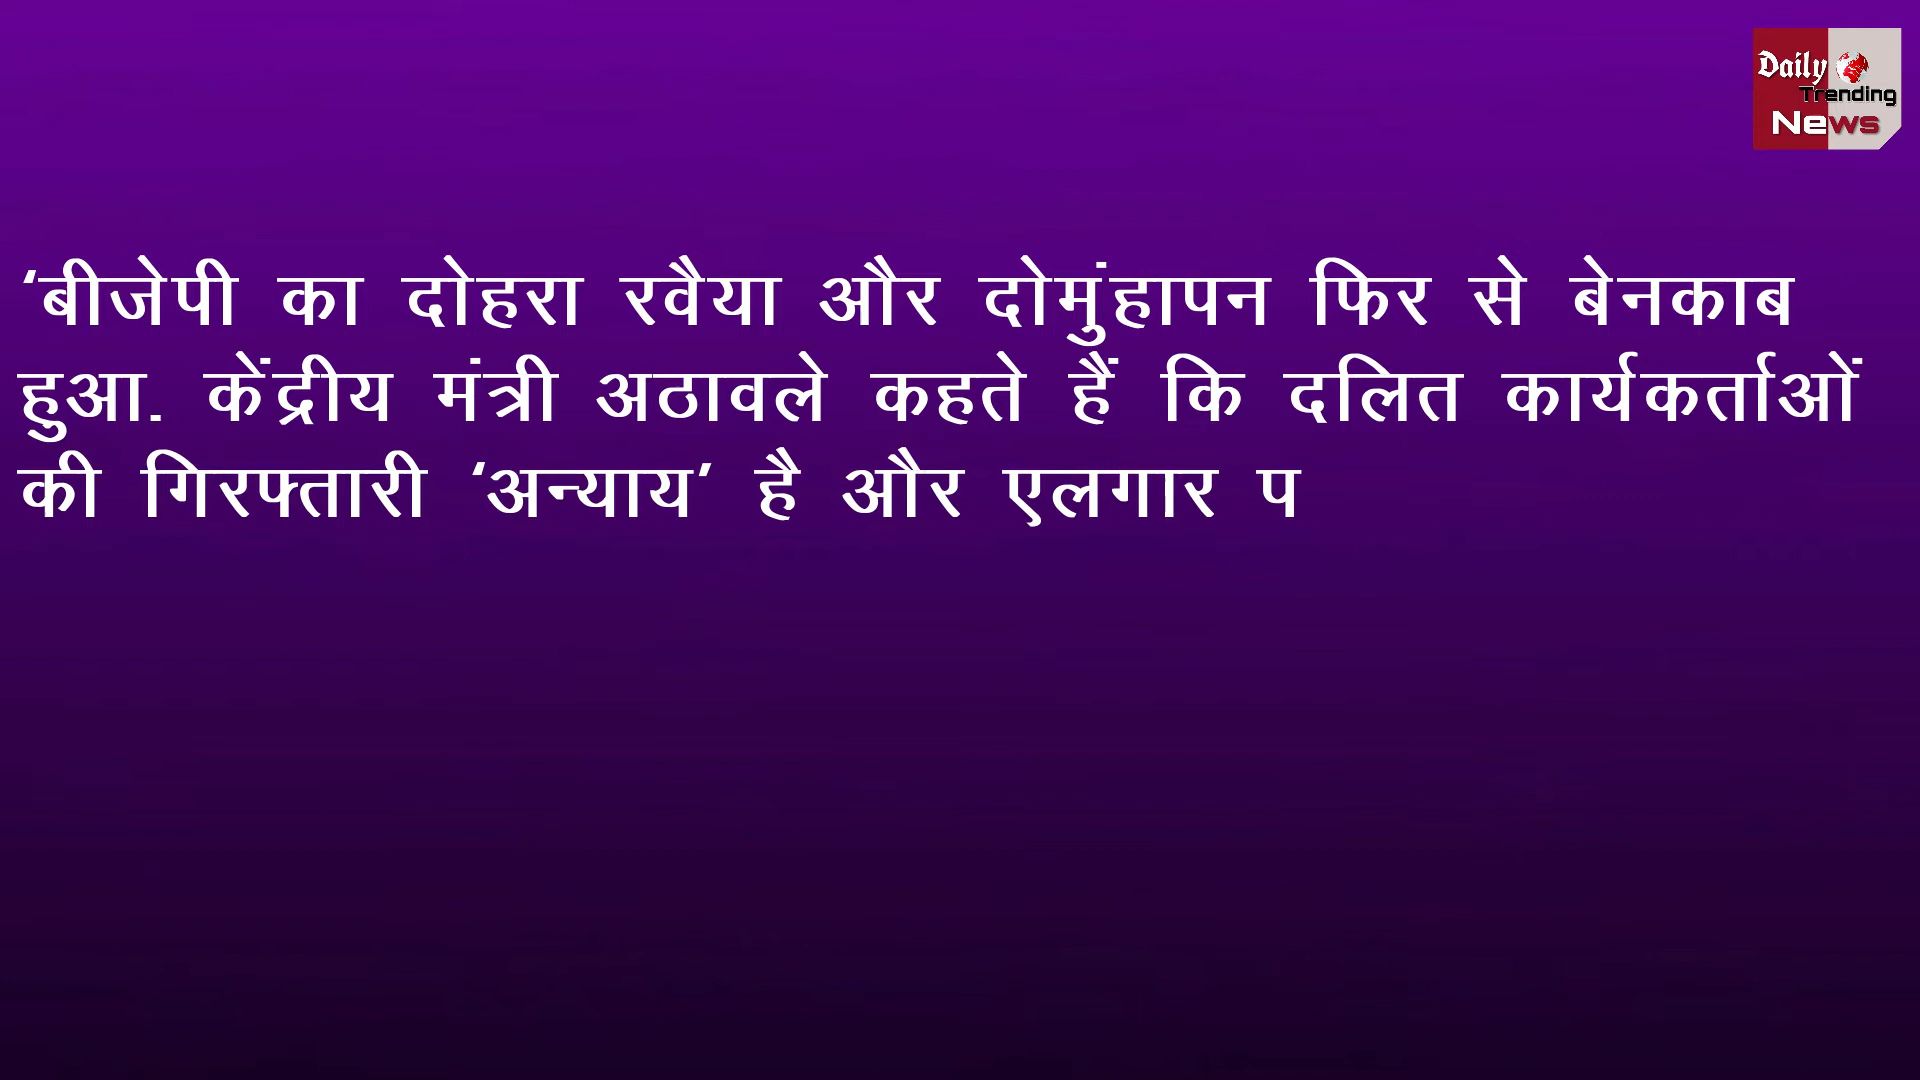 Daily
Trending
News
‘बीजेपी का दोहरा रवैया और दोमुंहापन फिर से बेनकाब
हुआ. केंद्रीय मंत्री अठावले कहते हैं कि दलित कार्यकर्ताओं
की गिरफ्तारी ‘अन्याय’ है और एलगार प